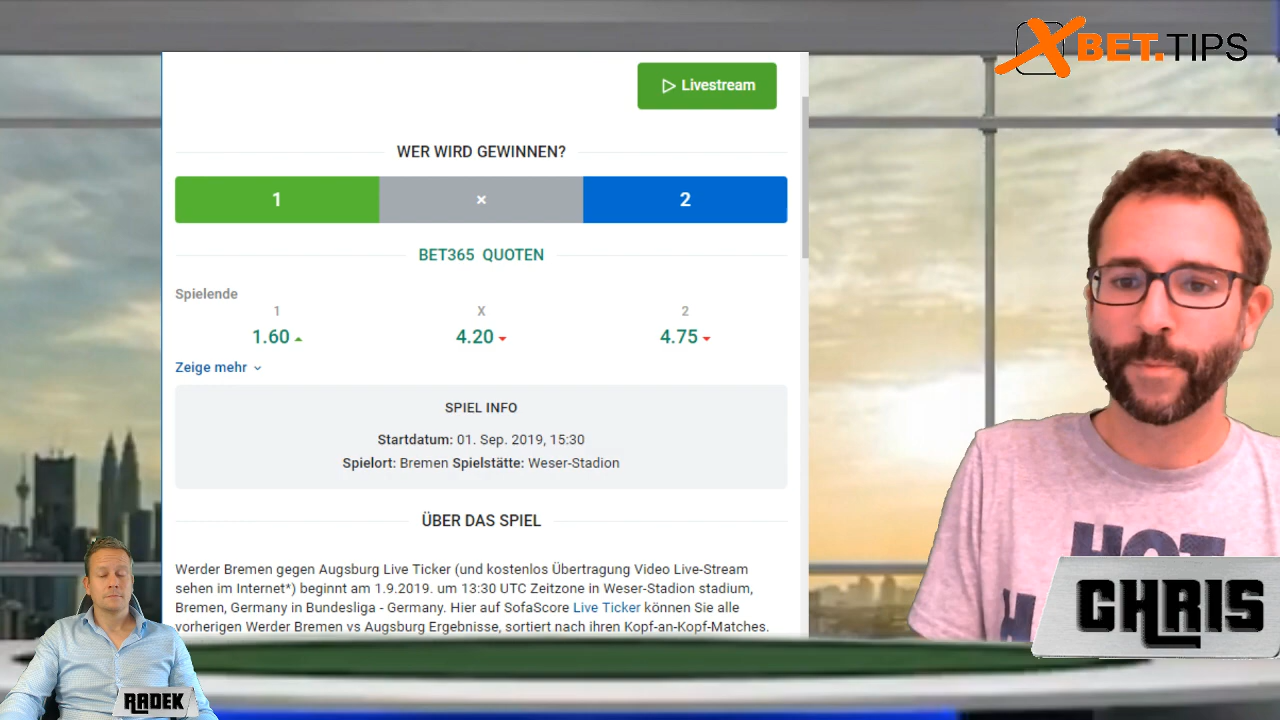 XBET.TIPS
Livestream
WER WIRD GEWINNEN?
1 × 2
BET365 QUOTEN
Spielende
1 X 2
1.60 4.20 4.75
Zeige mehr
SPIEL INFO
Startdatum: 01. Sep. 2019, 15:30
Spielort: Bremen Spielstätte: Weser-Stadion
ÜBER DAS SPIEL
Werder Bremen gegen Augsburg Live Ticker (und kostenlos Übertragung Video Live-Stream
sehen im Internet*) beginnt am 1.9.2019. um 13:30 UTC Zeitzone in Weser-Stadion stadium,
Bremen, Germany in Bundesliga - Germany. Hier auf SofaScore Live Ticker können Sie alle
vorherigen Werder Bremen vs Augsburg Ergebnisse, sortiert nach ihren Kopf-an-Kopf-Matches.
HOT
CHRIS
RADEK